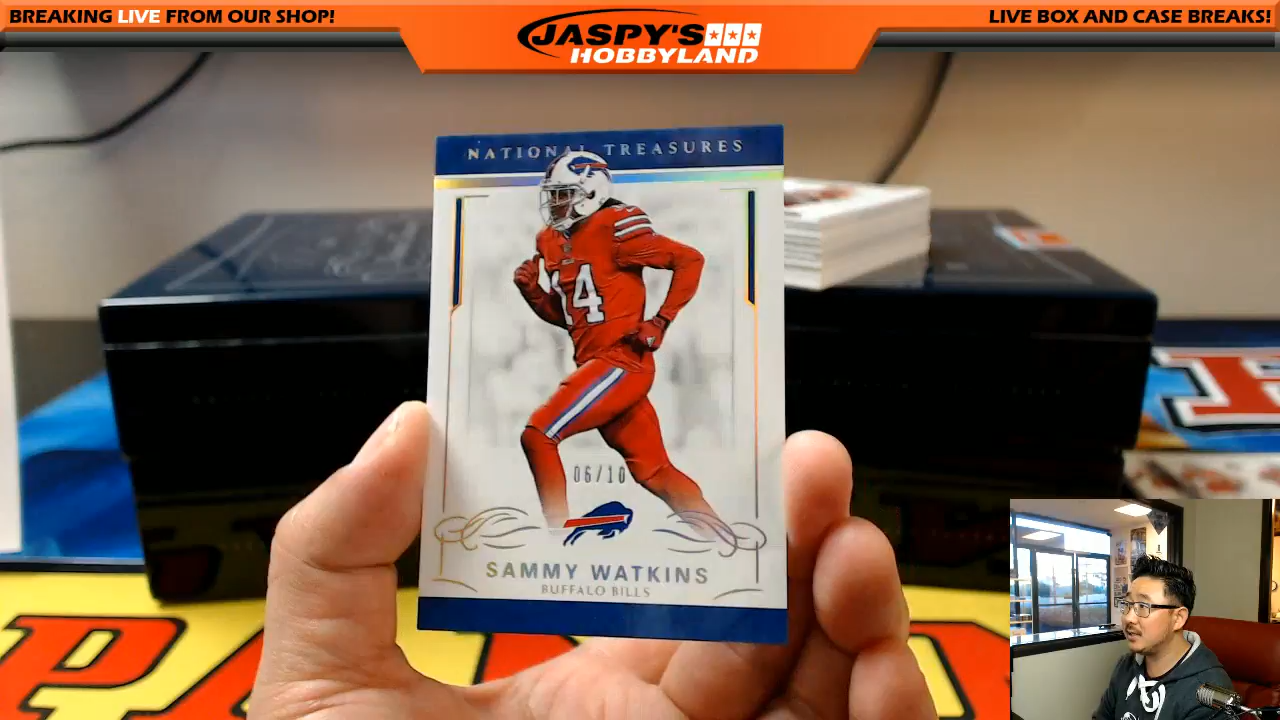 BREAKING LIVE FROM OUR SHOP!
JASPY'S
HOBBYLAND
LIVE BOX AND CASE BREAKS!
NATIONAL TREASURES
14
06/10
SAMMY WATKINS
BUFFALO BILLS